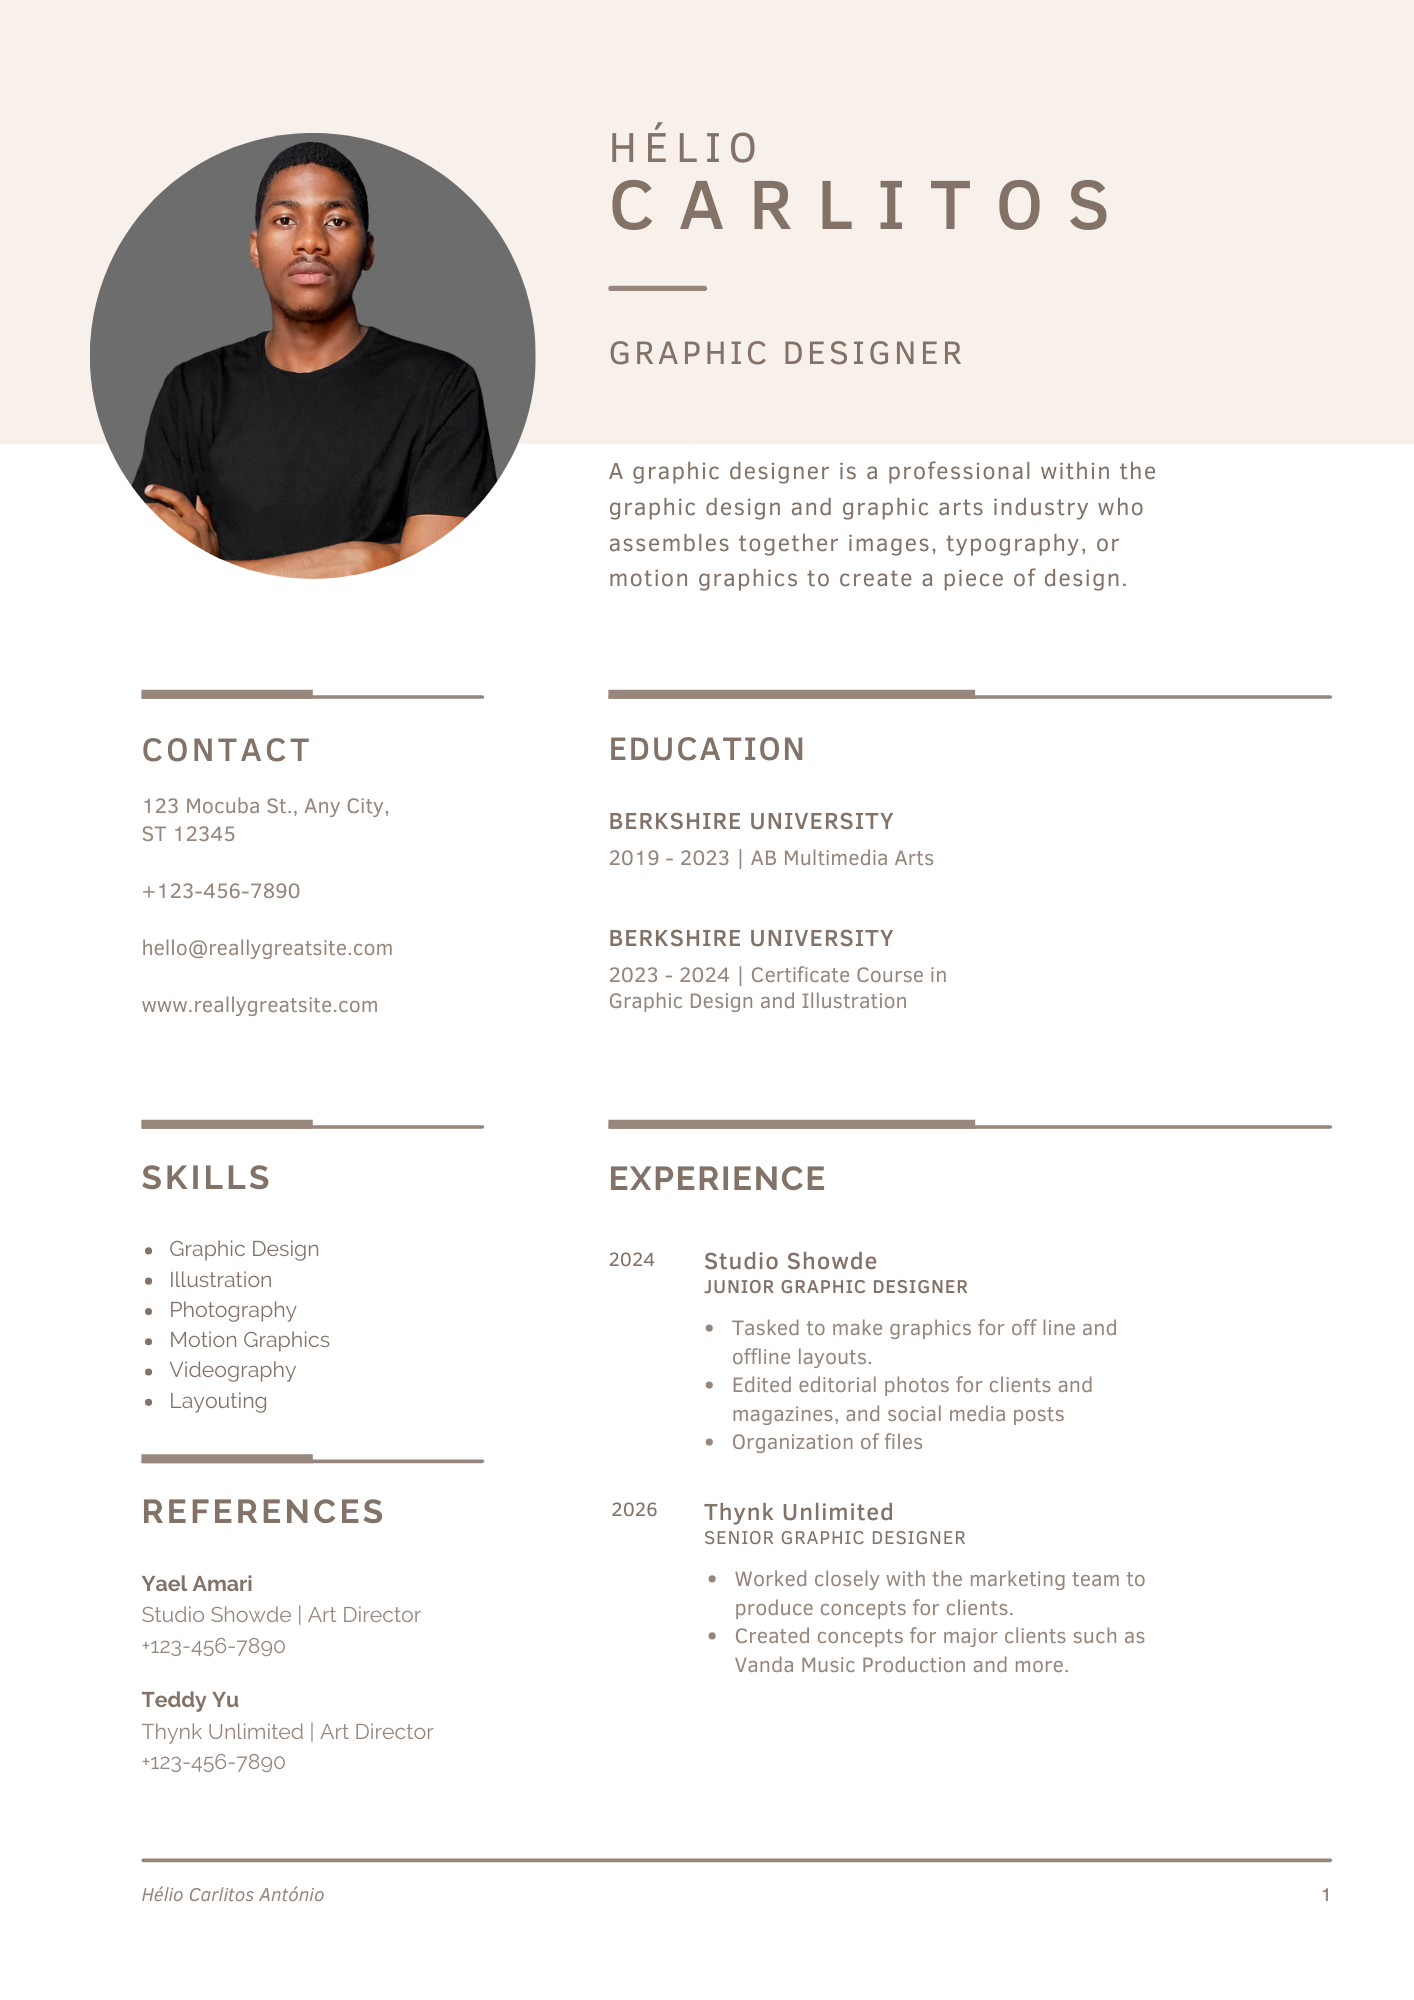 HÉLIO
CARLITOS
GRAPHIC DESIGNER
A graphic designer is a professional within the
graphic design and graphic arts industry who
assembles together images, typography, or
motion graphics to create a piece of design.
CONTACT
123 Mocuba St., Any City,
ST 12345
+123-456-7890
hello@reallygreatsite.com
www.reallygreatsite.com
EDUCATION
BERKSHIRE UNIVERSITY
2019 - 2023 | AB Multimedia Arts
BERKSHIRE UNIVERSITY
2023 - 2024 | Certificate Course in
Graphic Design and Illustration
SKILLS
• Graphic Design
• Illustration
• Photography
• Motion Graphics
• Videography
• Layouting
REFERENCES
Yael Amari
Studio Showde | Art Director
+123-456-7890
Teddy Yu
Thynk Unlimited | Art Director
+123-456-7890
EXPERIENCE
2024 Studio Showde
JUNIOR GRAPHIC DESIGNER
• Tasked to make graphics for off line and
offline layouts.
• Edited editorial photos for clients and
magazines, and social media posts
• Organization of files
2026 Thynk Unlimited
SENIOR GRAPHIC DESIGNER
• Worked closely with the marketing team to
produce concepts for clients.
• Created concepts for major clients such as
Vanda Music Production and more.
Hélio Carlitos António 1